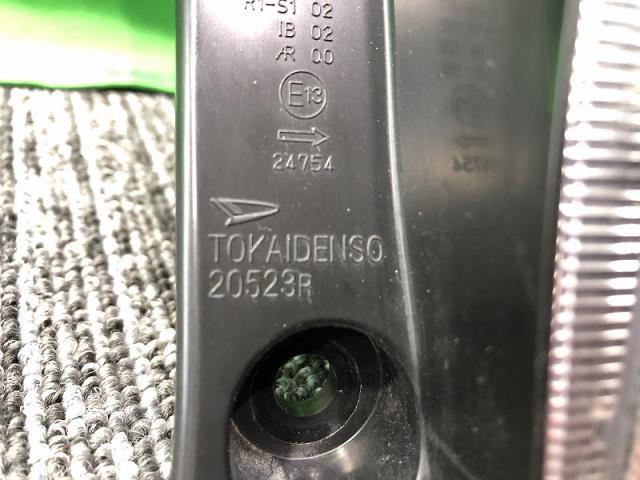 R1-S1 02
IB 02
AR 00
E13
24754
TOKAIDENSO
20523R